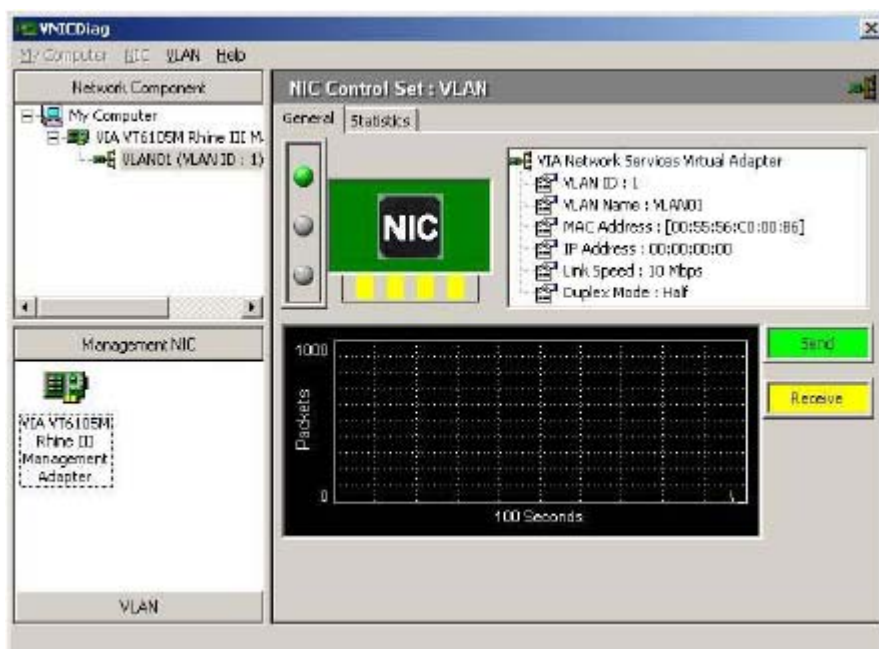 VNICDiag
My Computer NIC VLAN Help
Network Component
My Computer
VIA VT6105M Rhine III M
VLAN01 (VLAN ID : 1)
Management NIC
VIA VT6105M
Rhine III
Management
Adapter
VLAN
NIC Control Set : VLAN
General Statistics
NIC
VIA Network Services Virtual Adapter
VLAN ID : 1
VLAN Name : VLAN01
MAC Address : [00:55:56:C0:00:B6]
IP Address : 00:00:00:00
Link Speed : 10 Mbps
Duplex Mode : Half
1000
Packets
0
100 Seconds
Send
Receive